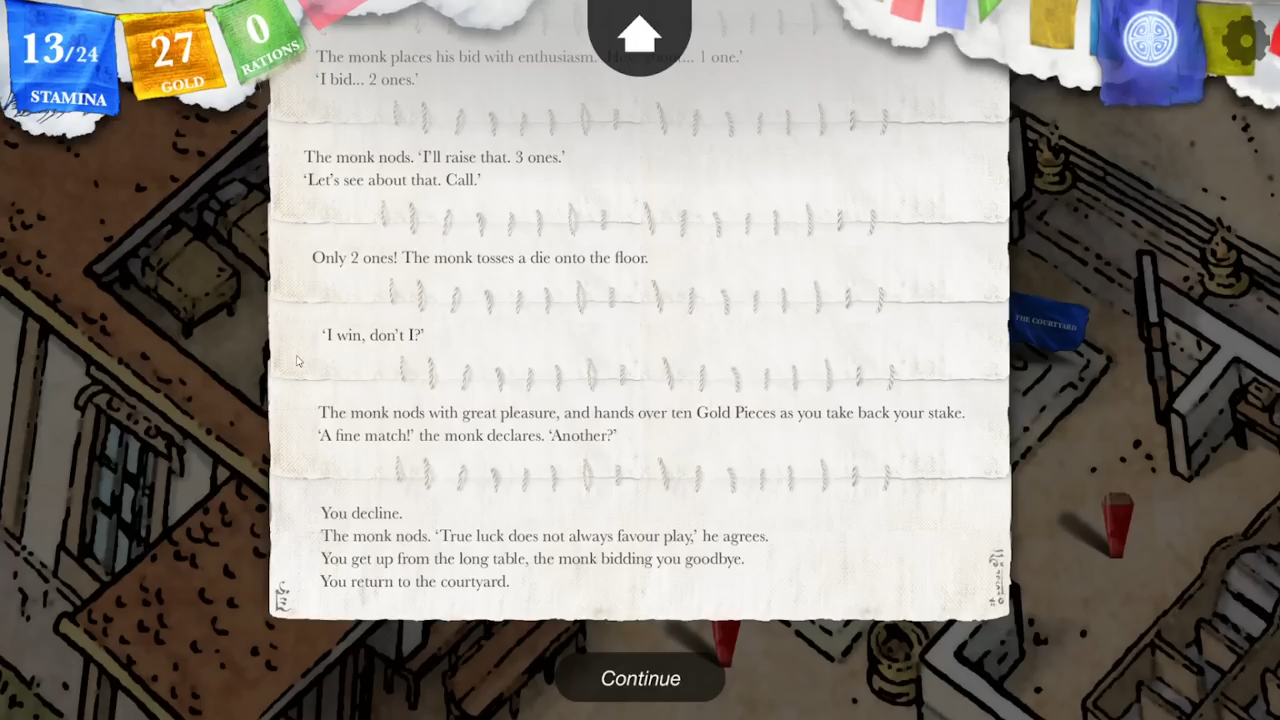 13/24
STAMINA
27
GOLD
0
RATIONS
'The monk places his bid with enthusiasm. 1 one.'
'I bid... 2 ones.'
The monk nods. 'I'll raise that. 3 ones.'
'Let's see about that. Call.'
Only 2 ones! The monk tosses a die onto the floor.
'I win, don't I?'
The monk nods with great pleasure, and hands over ten Gold Pieces as you take back your stake.
'A fine match!' the monk declares. 'Another?'
You decline.
The monk nods. 'True luck does not always favour play,' he agrees.
You get up from the long table, the monk bidding you goodbye.
You return to the courtyard.
THE COURTYARD
Continue